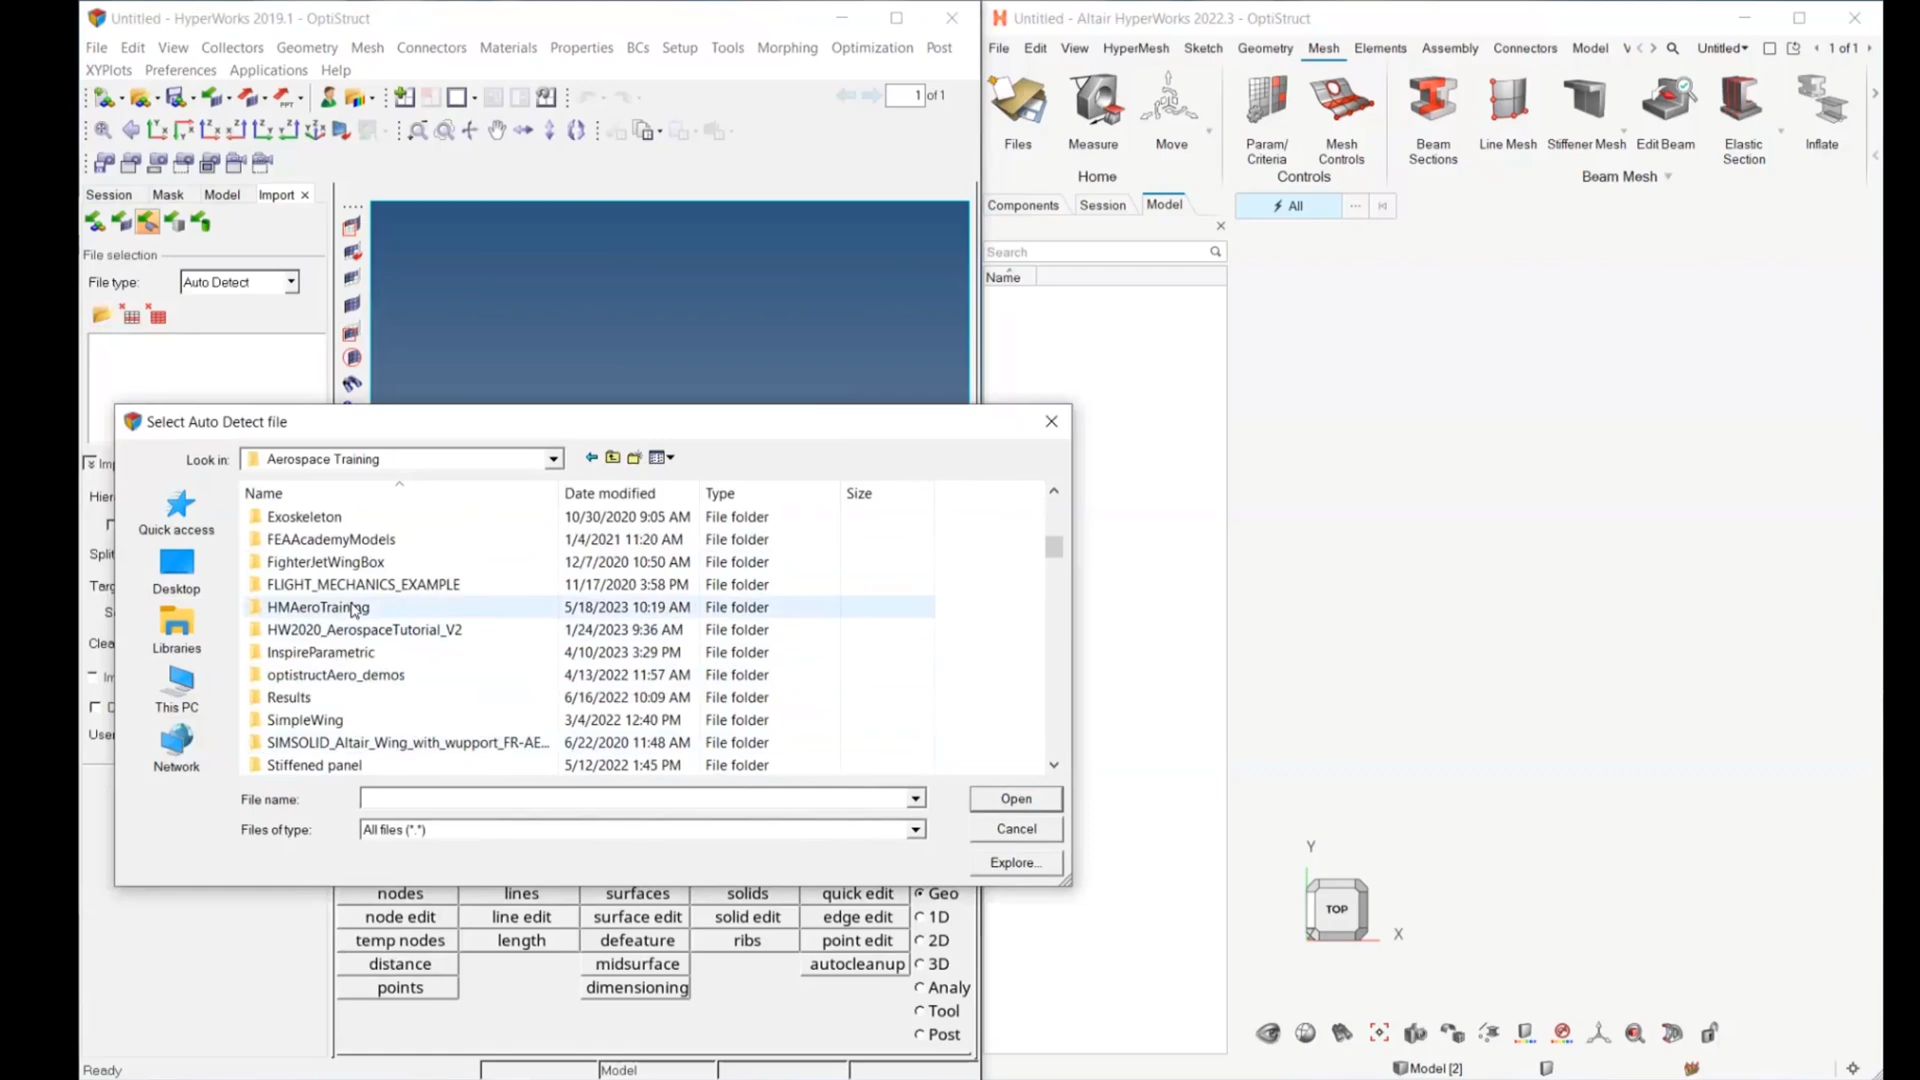 Untitled - HyperWorks 2019.1 - OptiStruct
File Edit View Collectors Geometry Mesh Connectors Materials Properties BCs Setup Tools Morphing Optimization Post
XYPlots Preferences Applications Help
1 of 1
Session Mask Model Import
File selection
File type: Auto Detect
Select Auto Detect file
Look in: Aerospace Training
Name Date modified Type Size
Exoskeleton 10/30/2020 9:05 AM File folder
FEAAcademyModels 1/4/2021 11:20 AM File folder
FighterJetWingBox 12/7/2020 10:50 AM File folder
FLIGHT_MECHANICS_EXAMPLE 11/17/2020 3:58 PM File folder
HMAeroTraining 5/18/2023 10:19 AM File folder
HW2020_AerospaceTutorial_V2 1/24/2023 9:36 AM File folder
InspireParametric 4/10/2023 3:29 PM File folder
optistructAero_demos 4/13/2022 11:57 AM File folder
Results 6/16/2022 10:09 AM File folder
SimpleWing 3/4/2022 12:40 PM File folder
SIMSOLID_Altair_Wing_with_wupport_FR-AE... 6/22/2020 11:48 AM File folder
Stiffened panel 5/12/2022 1:45 PM File folder
Quick access
Desktop
Libraries
This PC
Network
File name:
Open
Files of type: All files (*.*)
Cancel
Explore...
nodes lines surfaces solids quick edit Geo
node edit line edit surface edit solid edit edge edit 1D
temp nodes length defeature ribs point edit 2D
distance midsurface autocleanup 3D
points dimensioning Analy
Tool
Post
Ready
Model
Untitled - Altair HyperWorks 2022.3 - OptiStruct
File Edit View HyperMesh Sketch Geometry Mesh Elements Assembly Connectors Model V Untitled 1 of 1
Files Measure Move Param/ Criteria Mesh Controls Beam Sections Line Mesh Stiffener Mesh Edit Beam Elastic Section Inflate
Home Controls Beam Mesh
Components Session Model
All
Search
Name
Y
TOP
X
Model [2]